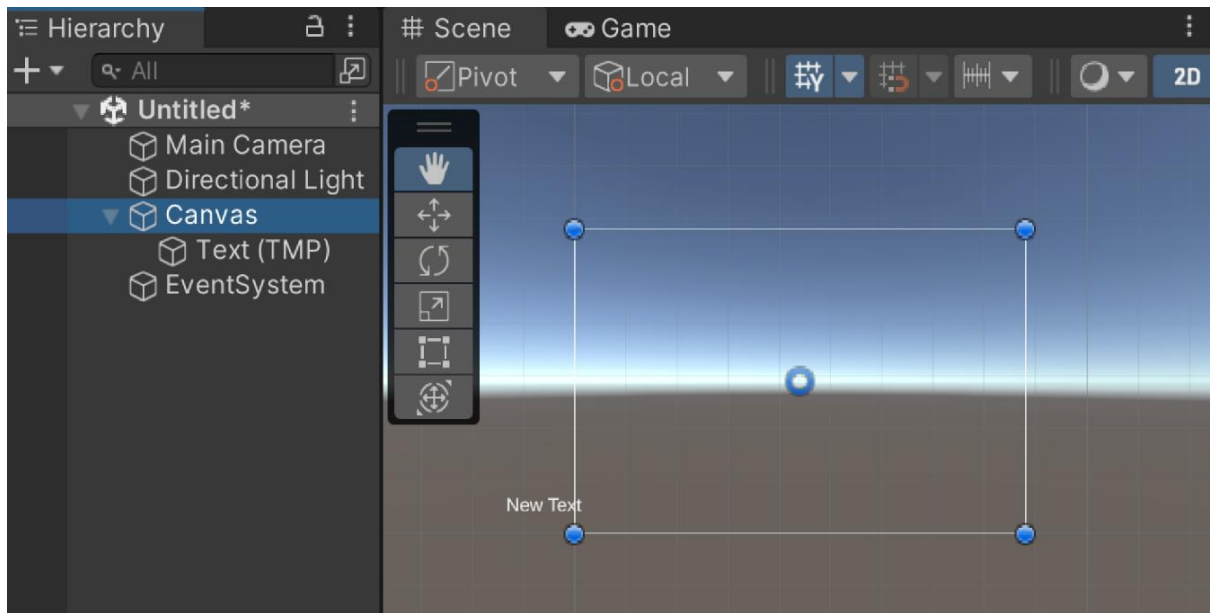 Hierarchy
All
Untitled*
Main Camera
Directional Light
Canvas
Text (TMP)
EventSystem
Scene Game
Pivot Local 2D
New Text